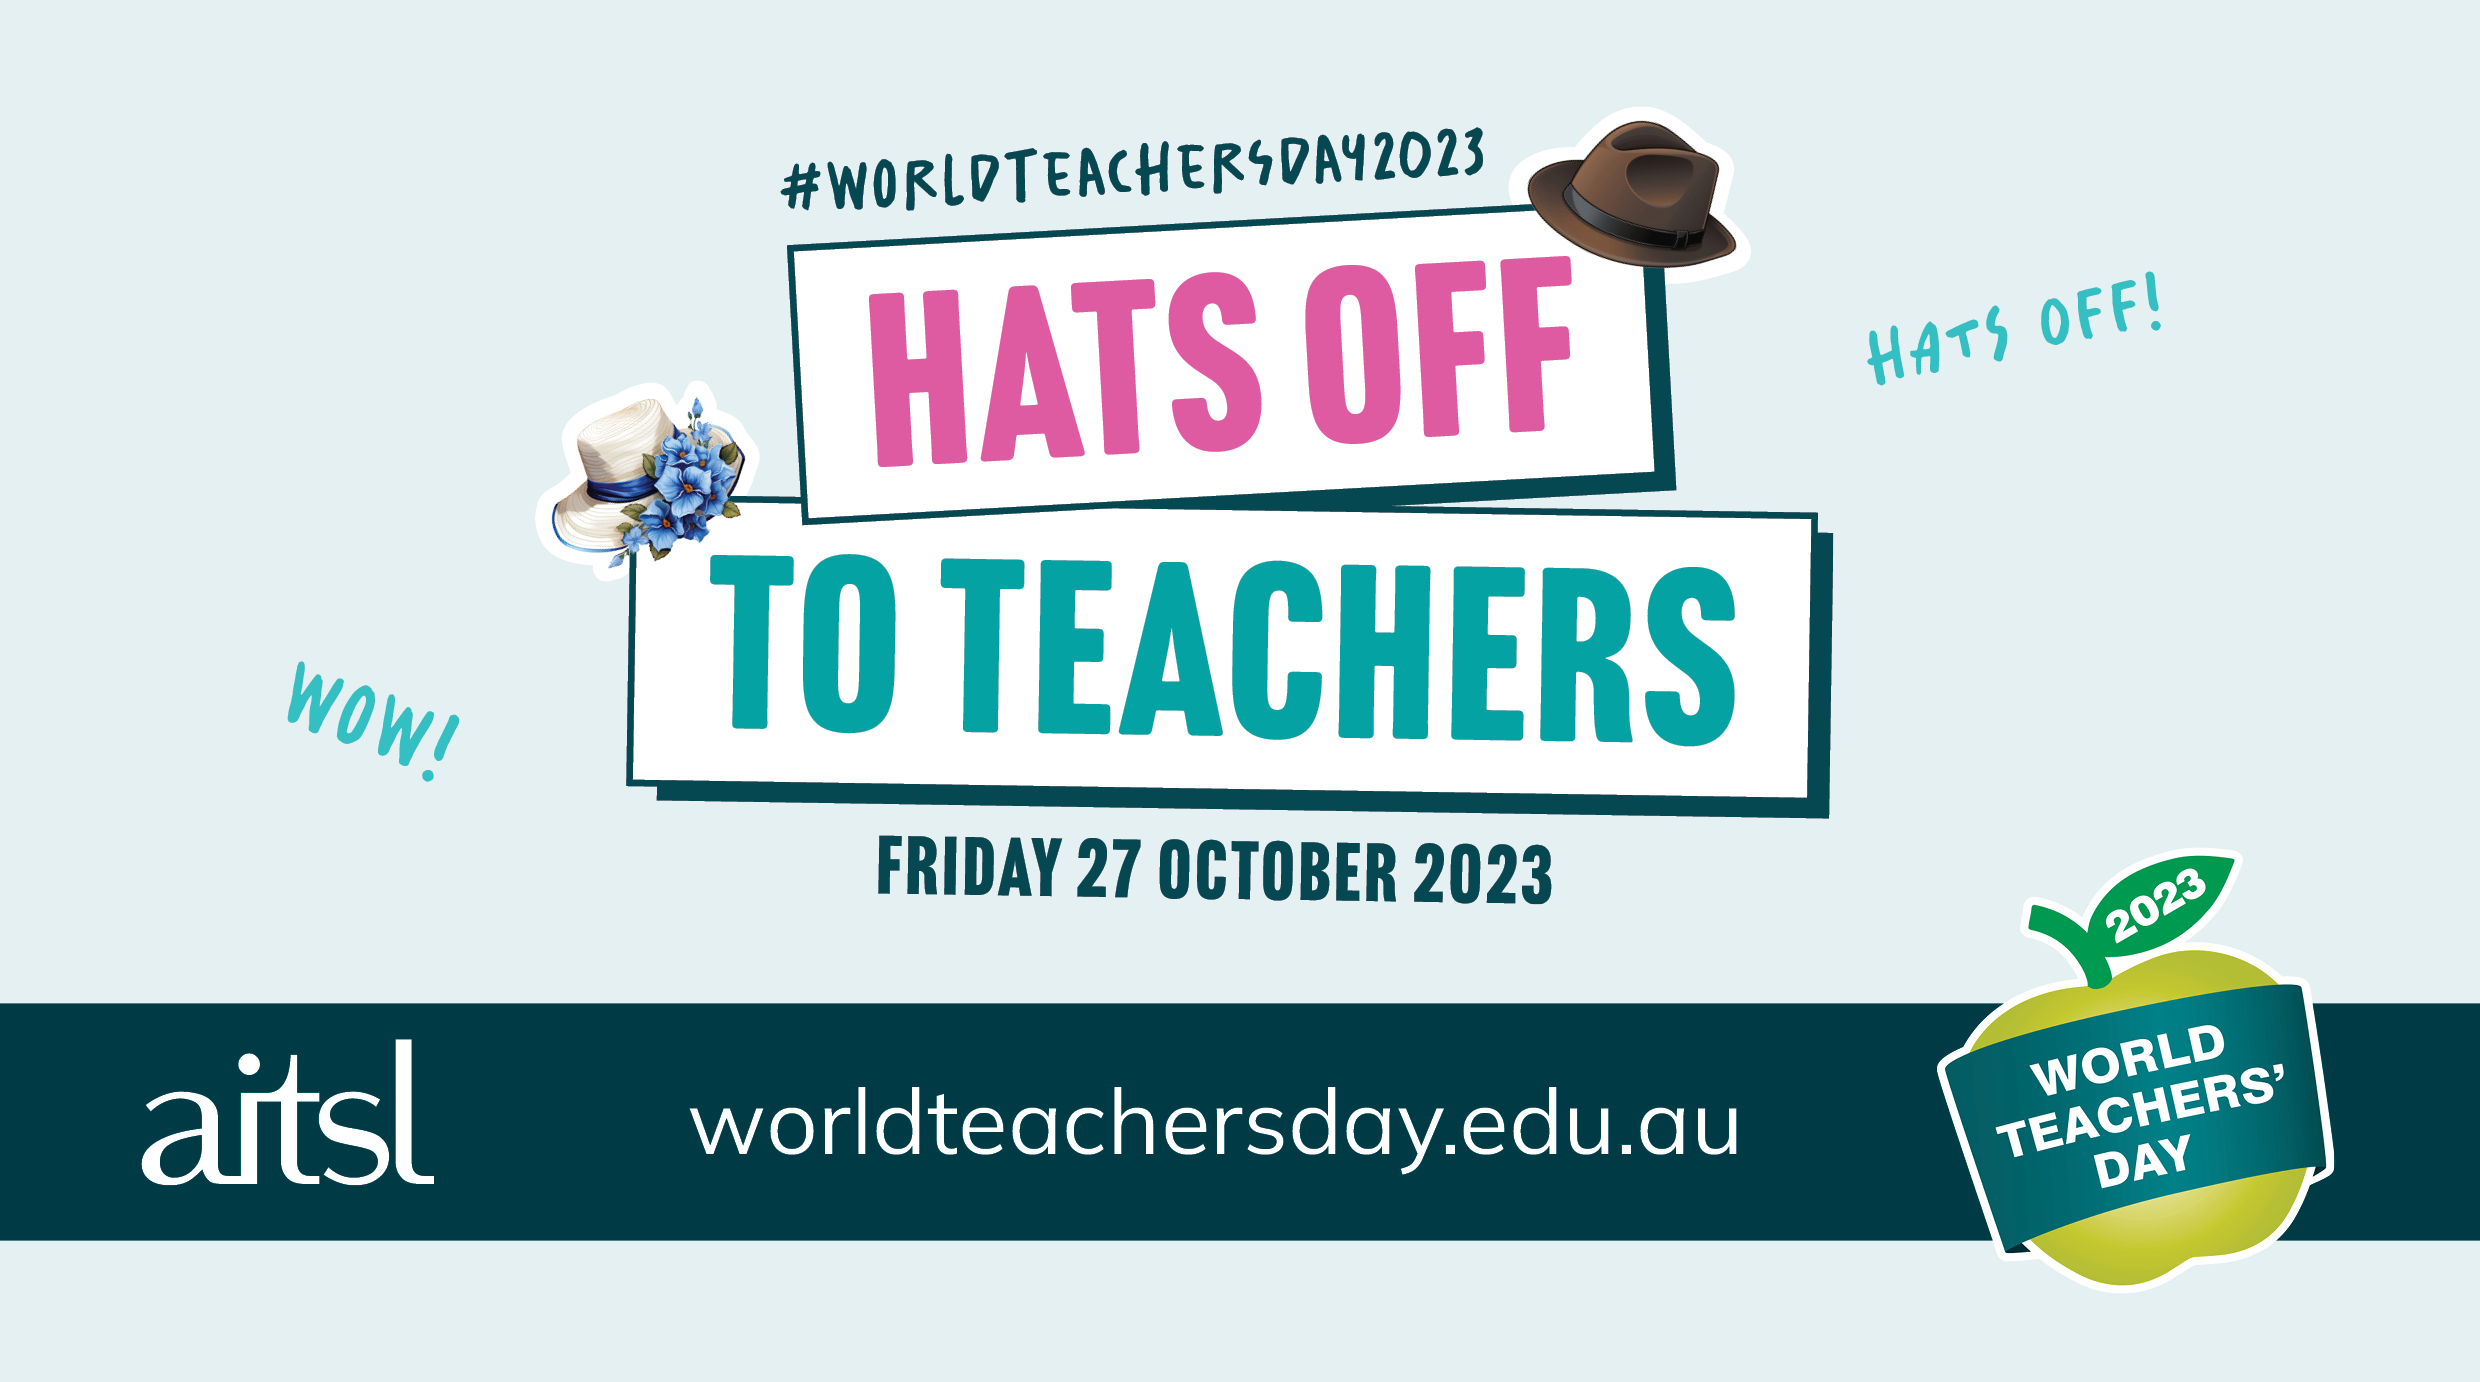 #WORLDTEACHERSDAY2023
HATS OFF
HATS OFF!
TO TEACHERS
WOW!
FRIDAY 27 OCTOBER 2023
aitsl
worldteachersday.edu.au
2023
WORLD
TEACHERS'
DAY